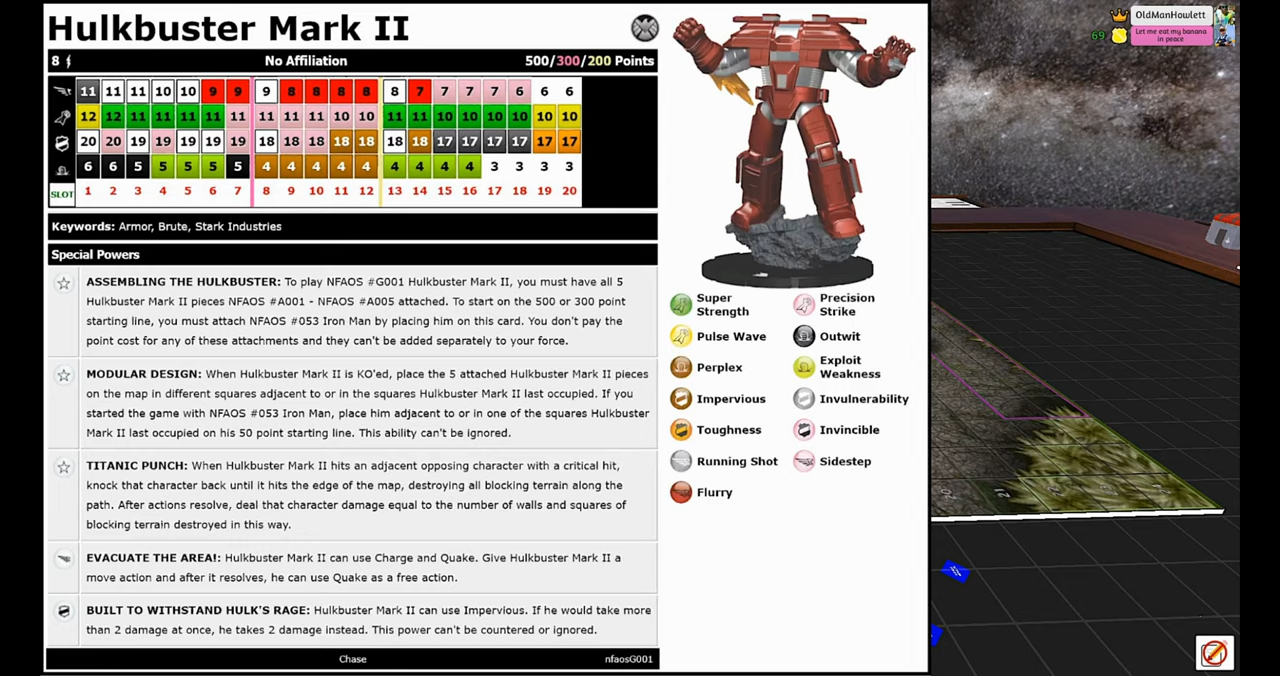 Hulkbuster Mark II
8 No Affiliation 500/300/200 Points
11 11 11 10 10 9 9 9 8 8 8 8 8 7 7 7 7 6 6 6
12 12 11 11 11 11 11 11 11 11 10 10 11 11 10 10 10 10 10 10
20 20 19 19 19 19 19 18 18 18 18 18 18 18 17 17 17 17 17 17
6 6 5 5 5 5 5 4 4 4 4 4 4 4 4 4 3 3 3 3
SLOT 1 2 3 4 5 6 7 8 9 10 11 12 13 14 15 16 17 18 19 20
Keywords: Armor, Brute, Stark Industries
Special Powers
ASSEMBLING THE HULKBUSTER: To play NFAOS #G001 Hulkbuster Mark II, you must have all 5
Hulkbuster Mark II pieces NFAOS #A001 - NFAOS #A005 attached. To start on the 500 or 300 point
starting line, you must attach NFAOS #053 Iron Man by placing him on this card. You don't pay the
point cost for any of these attachments and they can't be added separately to your force.
MODULAR DESIGN: When Hulkbuster Mark II is KO'ed, place the 5 attached Hulkbuster Mark II pieces
on the map in different squares adjacent to or in the squares Hulkbuster Mark II last occupied. If you
started the game with NFAOS #053 Iron Man, place him adjacent to or in one of the squares Hulkbuster
Mark II last occupied on his 50 point starting line. This ability can't be ignored.
TITANIC PUNCH: When Hulkbuster Mark II hits an adjacent opposing character with a critical hit,
knock that character back until it hits the edge of the map, destroying all blocking terrain along the
path. After actions resolve, deal that character damage equal to the number of walls and squares of
blocking terrain destroyed in this way.
EVACUATE THE AREA!: Hulkbuster Mark II can use Charge and Quake. Give Hulkbuster Mark II a
move action and after it resolves, he can use Quake as a free action.
BUILT TO WITHSTAND HULK'S RAGE: Hulkbuster Mark II can use Impervious. If he would take more
than 2 damage at once, he takes 2 damage instead. This power can't be countered or ignored.
Chase nfaosG001
Super
Strength
Precision
Strike
Pulse Wave
Outwit
Perplex
Exploit
Weakness
Impervious
Invulnerability
Toughness
Invincible
Running Shot
Sidestep
Flurry
OldManHowlett
69
Let me eat my banana
in peace
21